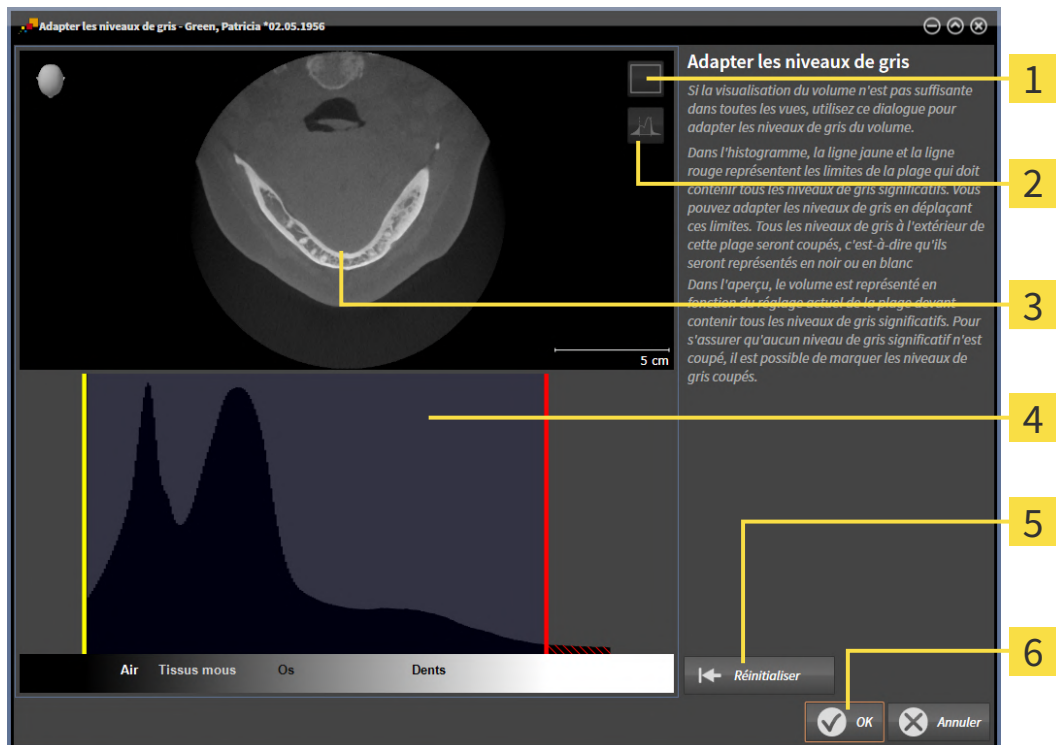 Adapter les niveaux de gris - Green, Patricia *02.05.1956
Adapter les niveaux de gris
Si la visualisation du volume n'est pas suffisante
dans toutes les vues, utilisez ce dialogue pour
adapter les niveaux de gris du volume.
Dans l'histogramme, la ligne jaune et la ligne
rouge représentent les limites de la plage qui doit
contenir tous les niveaux de gris significatifs. Vous
pouvez adapter les niveaux de gris en déplaçant
ces limites. Tous les niveaux de gris à l'extérieur de
cette plage seront coupés, c'est-à-dire qu'ils
seront représentés en noir ou en blanc
Dans l'aperçu, le volume est représenté en
fonction du réglage actuel de la plage devant
contenir tous les niveaux de gris significatifs. Pour
s'assurer qu'aucun niveau de gris significatif n'est
coupé, il est possible de marquer les niveaux de
gris coupés.
5 cm
Air Tissus mous Os Dents
Réinitialiser
OK Annuler
1
2
3
4
5
6